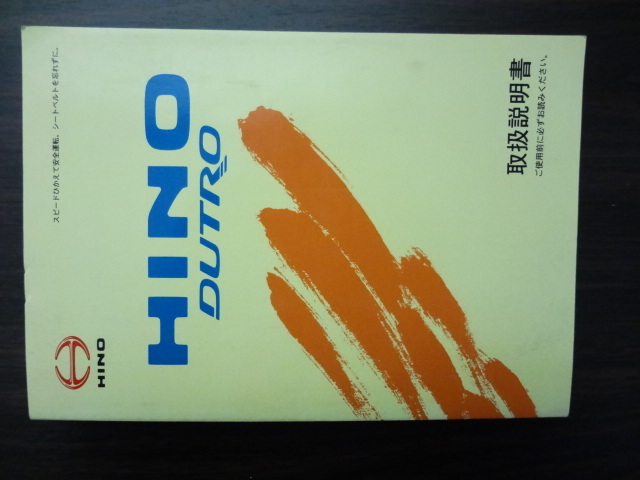 スピードひかえて安全運転、シートベルトを忘れずに。
HINO
DUTRO
取扱説明書
ご使用前に必ずお読みください。
HINO